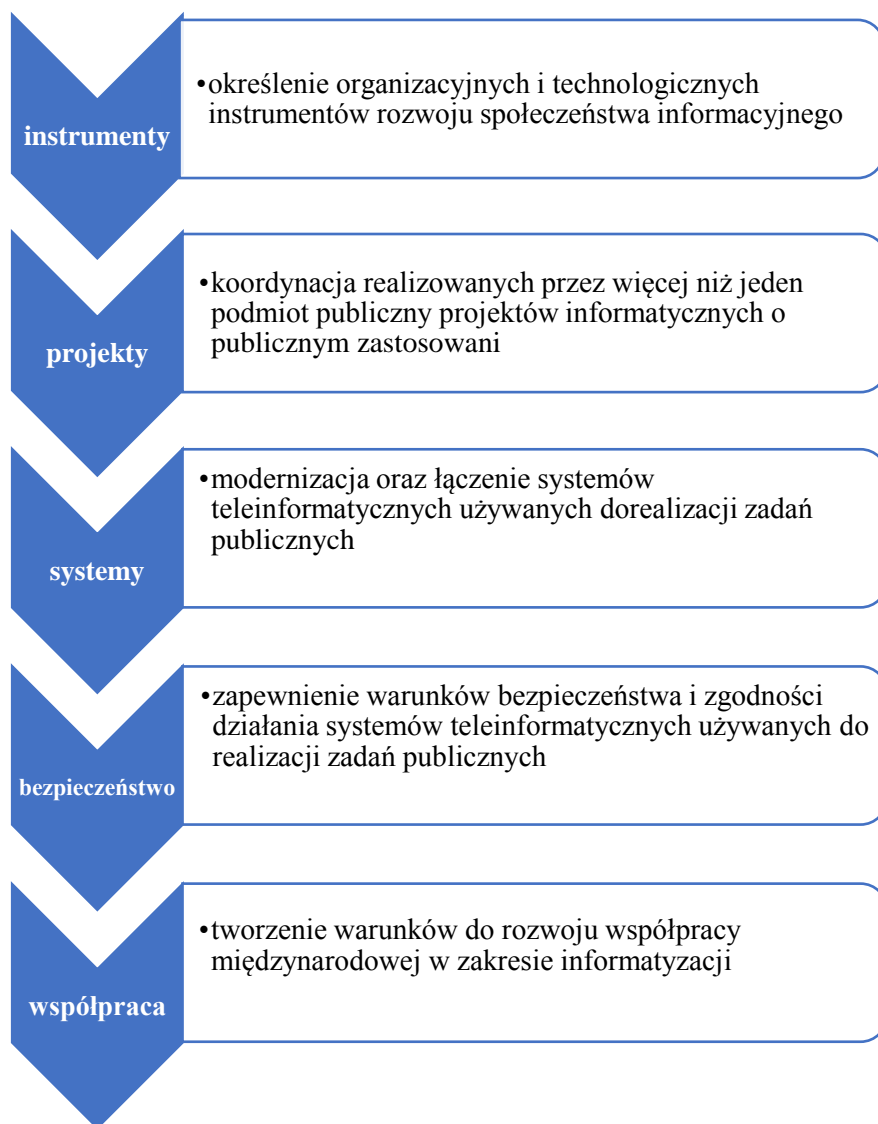 instrumenty
•określenie organizacyjnych i technologicznych
instrumentów rozwoju społeczeństwa informacyjnego
projekty
•koordynacja realizowanych przez więcej niż jeden
podmiot publiczny projektów informatycznych o
publicznym zastosowani
systemy
•modernizacja oraz łączenie systemów
teleinformatycznych używanych dorealizacji zadań
publicznych
bezpieczeństwo
•zapewnienie warunków bezpieczeństwa i zgodności
działania systemów teleinformatycznych używanych do
realizacji zadań publicznych
współpraca
•tworzenie warunków do rozwoju współpracy
międzynarodowej w zakresie informatyzacji